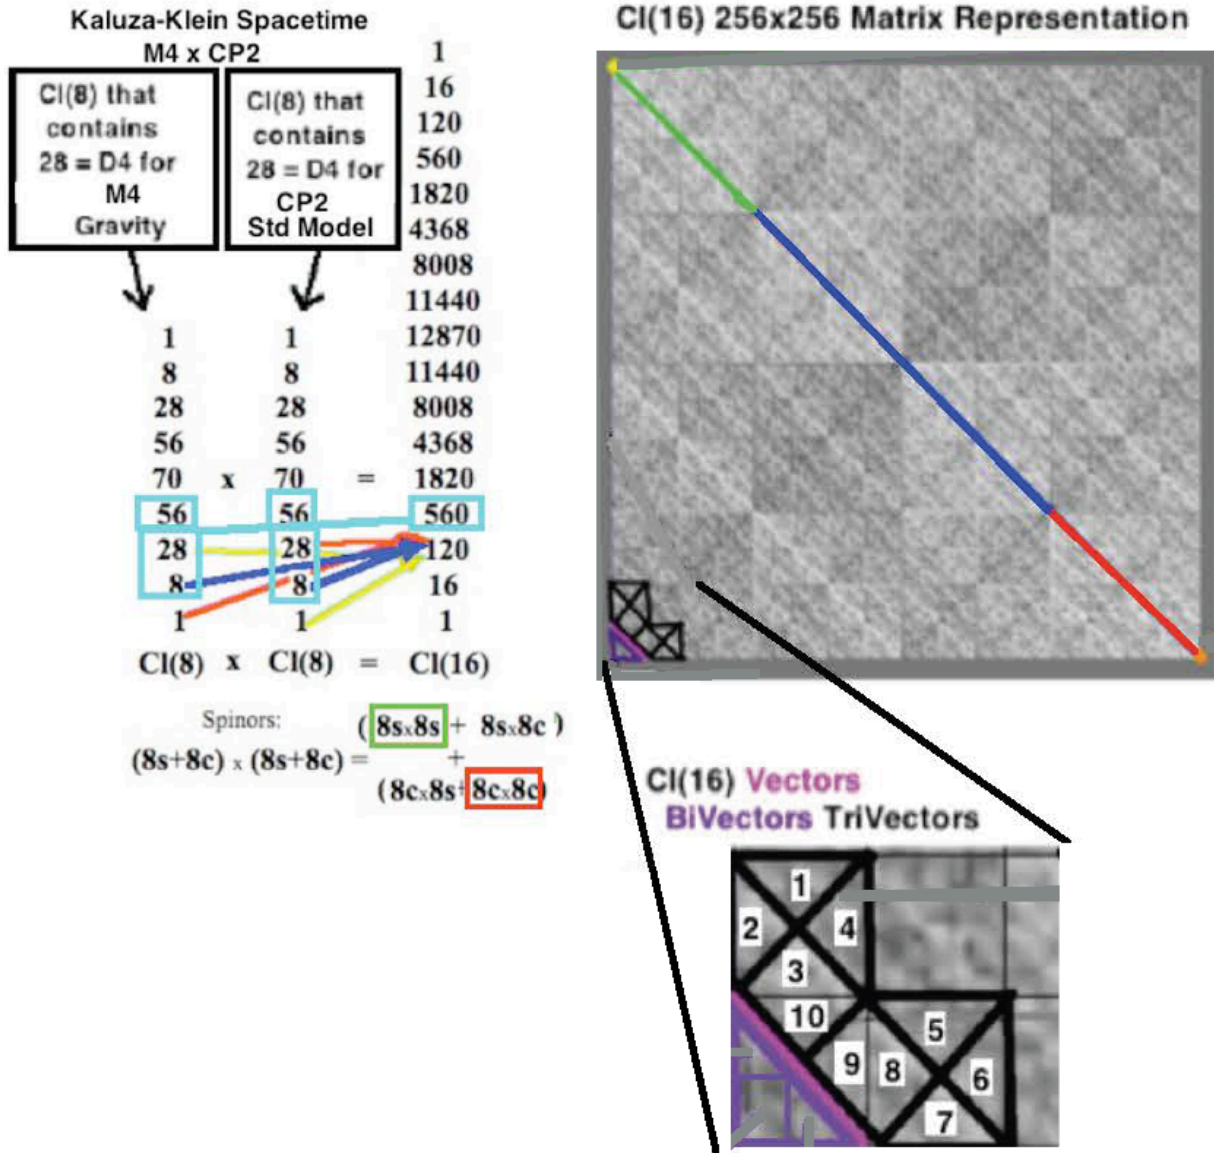 Kaluza-Klein Spacetime
M4 x CP2
Cl(8) that
contains
28 = D4 for
M4
Gravity
Cl(8) that
contains
28 = D4 for
CP2
Std Model
1
16
120
560
1820
4368
8008
11440
1 1 12870
8 8 11440
28 28 8008
56 56 4368
70 x 70 = 1820
56 56 560
28 28 120
8 8 16
1 1 1
Cl(8) x Cl(8) = Cl(16)
Spinors:
(8s+8c) x (8s+8c) =
(8sx8s + 8sx8c )
+
(8cx8s+8cx8c)
Cl(16) 256x256 Matrix Representation
Cl(16) Vectors
BiVectors TriVectors
1
2 4
3
10 5
9 8 6
7